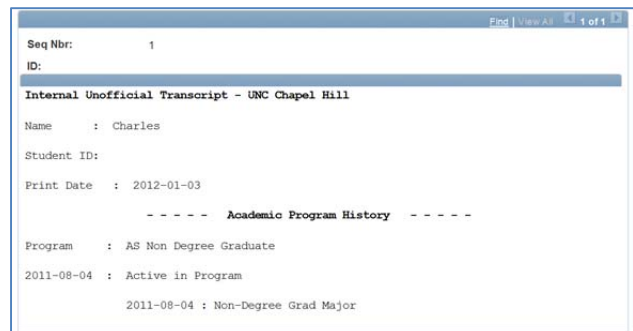 Find | View All 1 of 1
Seq Nbr: 1
ID:
Internal Unofficial Transcript - UNC Chapel Hill
Name : Charles
Student ID:
Print Date : 2012-01-03
- - - - - Academic Program History - - - - -
Program : AS Non Degree Graduate
2011-08-04 : Active in Program
2011-08-04 : Non-Degree Grad Major